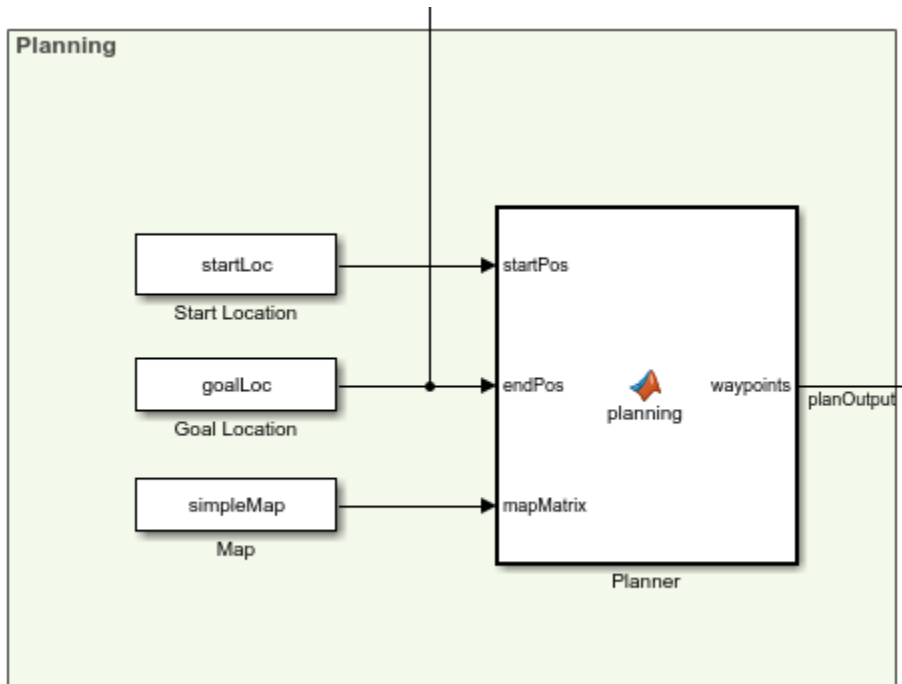 Planning
startLoc
Start Location
startPos
goalLoc
Goal Location
endPos
planning
waypoints
planOutput
simpleMap
Map
mapMatrix
Planner